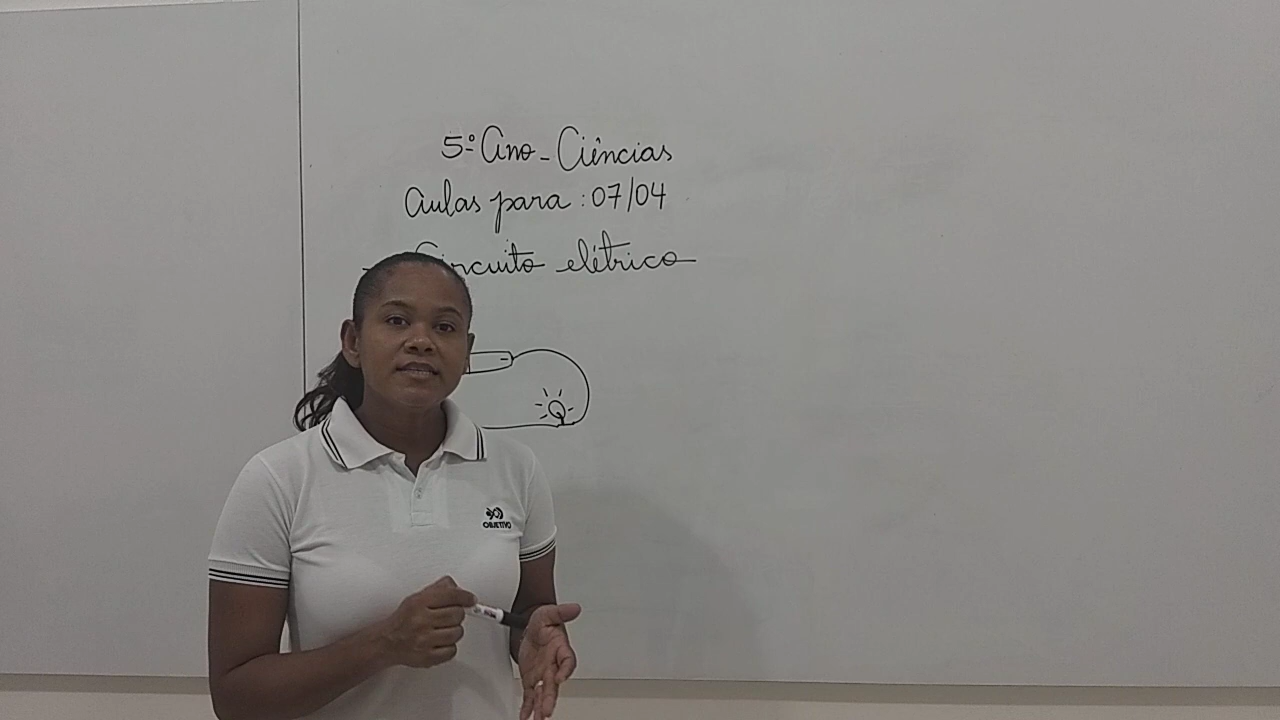 5º Ano - Ciências
Aulas para : 07/04
Circuito elétrico
OBJETIVO